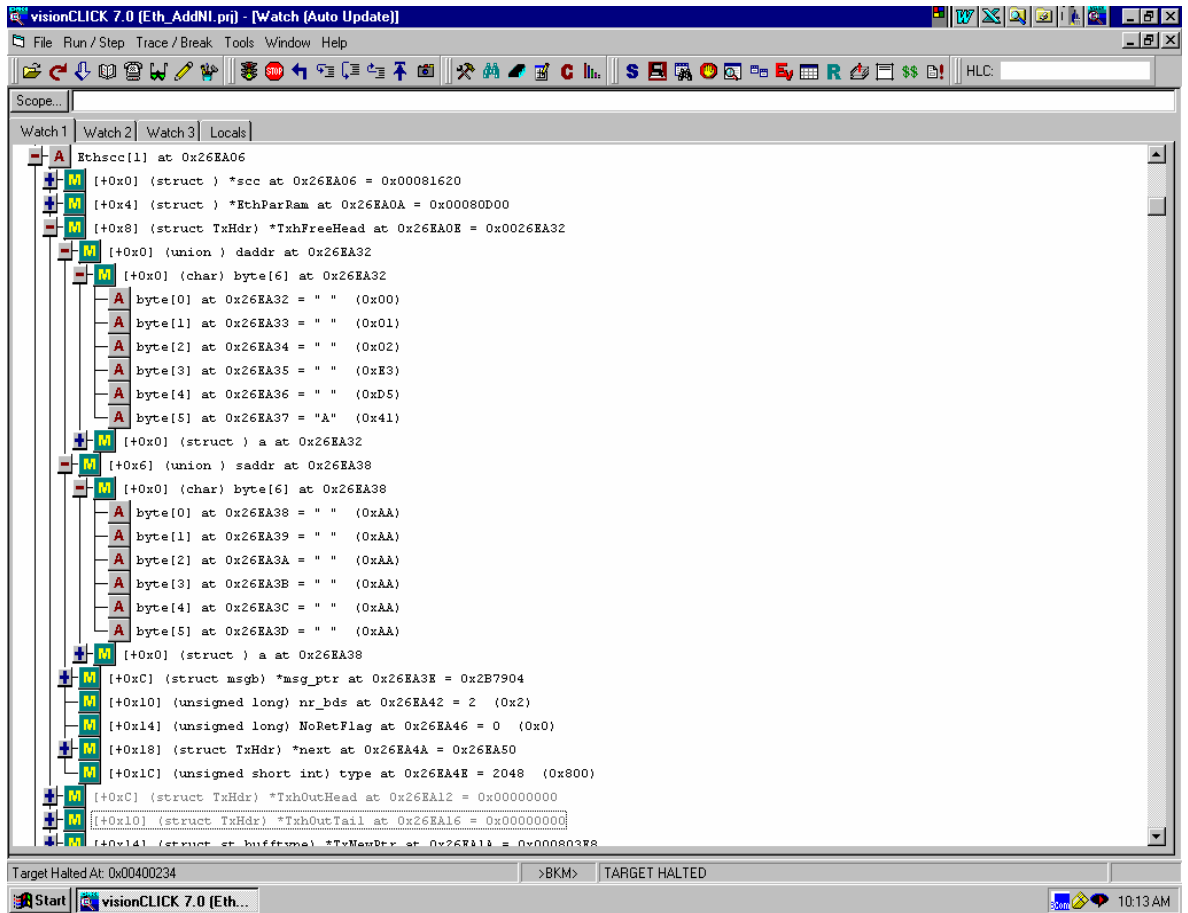 visionCLICK 7.0 (Eth_AddNI.prj) - [Watch (Auto Update)]
File Run / Step Trace / Break Tools Window Help
HLC:
Scope...
Watch 1 Watch 2 Watch 3 Locals
A Ethscc[1] at 0x26EA06
M [+0x0] (struct ) *scc at 0x26EA06 = 0x00081620
M [+0x4] (struct ) *EthParRam at 0x26EA0A = 0x00080D00
M [+0x8] (struct TxHdr) *TxhFreeHead at 0x26EA0E = 0x0026EA32
M [+0x0] (union ) daddr at 0x26EA32
M [+0x0] (char) byte[6] at 0x26EA32
A byte[0] at 0x26EA32 = " " (0x00)
A byte[1] at 0x26EA33 = " " (0x01)
A byte[2] at 0x26EA34 = " " (0x02)
A byte[3] at 0x26EA35 = " " (0xE3)
A byte[4] at 0x26EA36 = " " (0xD5)
A byte[5] at 0x26EA37 = "A" (0x41)
M [+0x0] (struct ) a at 0x26EA32
M [+0x6] (union ) saddr at 0x26EA38
M [+0x0] (char) byte[6] at 0x26EA38
A byte[0] at 0x26EA38 = " " (0xAA)
A byte[1] at 0x26EA39 = " " (0xAA)
A byte[2] at 0x26EA3A = " " (0xAA)
A byte[3] at 0x26EA3B = " " (0xAA)
A byte[4] at 0x26EA3C = " " (0xAA)
A byte[5] at 0x26EA3D = " " (0xAA)
M [+0x0] (struct ) a at 0x26EA38
M [+0xC] (struct msgb) *msg_ptr at 0x26EA3E = 0x2B7904
M [+0x10] (unsigned long) nr_bds at 0x26EA42 = 2 (0x2)
M [+0x14] (unsigned long) NoRetFlag at 0x26EA46 = 0 (0x0)
M [+0x18] (struct TxHdr) *next at 0x26EA4A = 0x26EA50
M [+0x1C] (unsigned short int) type at 0x26EA4E = 2048 (0x800)
M [+0xC] (struct TxHdr) *TxhOutHead at 0x26EA12 = 0x00000000
M [+0x10] (struct TxHdr) *TxhOutTail at 0x26EA16 = 0x00000000
M [+0x14] (struct st_bufftype) *TxNewPtr at 0x26EA1A = 0x000803E8
Target Halted At: 0x00400234 >BKM> TARGET HALTED
Start visionCLICK 7.0 (Eth... 3Com 10:13 AM